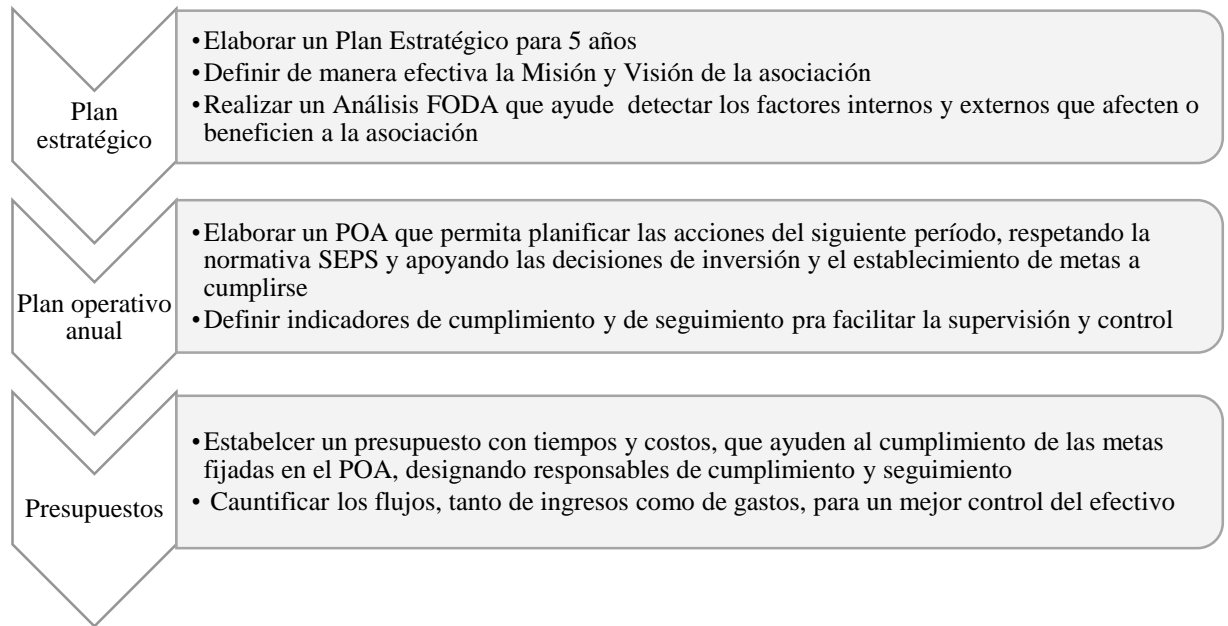 Plan
estratégico
•Elaborar un Plan Estratégico para 5 años
•Definir de manera efectiva la Misión y Visión de la asociación
•Realizar un Análisis FODA que ayude  detectar los factores internos y externos que afecten o
beneficien a la asociación
Plan operativo
anual
•Elaborar un POA que permita planificar las acciones del siguiente período, respetando la
normativa SEPS y apoyando las decisiones de inversión y el establecimiento de metas a
cumplirse
•Definir indicadores de cumplimiento y de seguimiento pra facilitar la supervisión y control
Presupuestos
•Estabelcer un presupuesto con tiempos y costos, que ayuden al cumplimiento de las metas
fijadas en el POA, designando responsables de cumplimiento y seguimiento
• Cauntificar los flujos, tanto de ingresos como de gastos, para un mejor control del efectivo